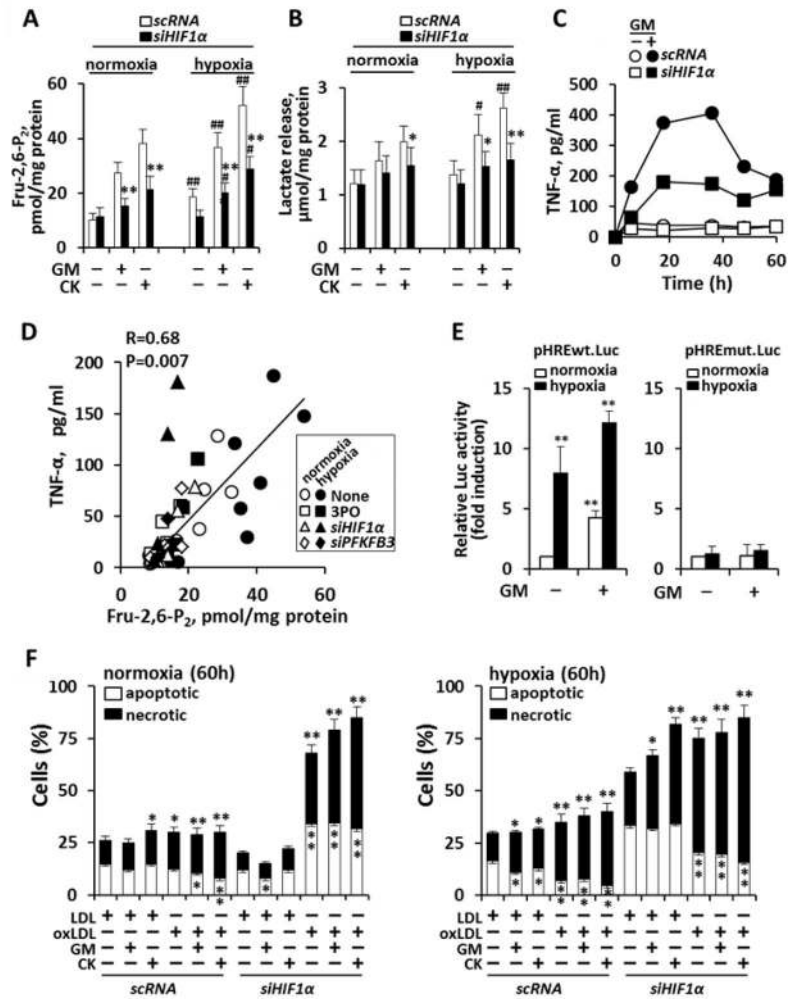 A
scRNA
siHIF1α
normoxia
hypoxia
Fru-2,6-P2,
pmol/mg protein
60
40
20
0
**
**
##
##
**
#
##
**
#
GM – + – – + –
CK – – + – – +
B
scRNA
siHIF1α
normoxia
hypoxia
Lactate release,
μmol/mg protein
3
2
1
0
*
#
*
##
**
GM – + – – + –
CK – – + – – +
C
GM
– +
scRNA
siHIF1α
TNF-α, pg/ml
500
400
300
200
100
0
0 20 40 60
Time (h)
D
R=0.68
P=0.007
TNF-α, pg/ml
200
150
100
50
0
0 20 40 60
Fru-2,6-P2, pmol/mg protein
normoxia
hypoxia
None
3PO
siHIF1α
siPFKFB3
E
pHREwt.Luc
normoxia
hypoxia
Relative Luc activity
(fold induction)
15
10
5
0
**
**
**
GM – +
pHREmut.Luc
normoxia
hypoxia
15
10
5
0
– +
F
normoxia (60h)
apoptotic
necrotic
Cells (%)
100
75
50
25
0
* * ** ** ** ** **
* ** * ** ** **
LDL + + + – – – + + + – – –
oxLDL – – – + + + – – – + + +
GM – + – – + – – + – – + –
CK – – + – – + – – + – – +
scRNA
siHIF1α
hypoxia (60h)
apoptotic
necrotic
Cells (%)
100
75
50
25
0
* * ** ** ** * ** ** ** **
* * ** ** ** ** ** **
LDL + + + – – – + + + – – –
oxLDL – – – + + + – – – + + +
GM – + – – + – – + – – + –
CK – – + – – + – – + – – +
scRNA
siHIF1α